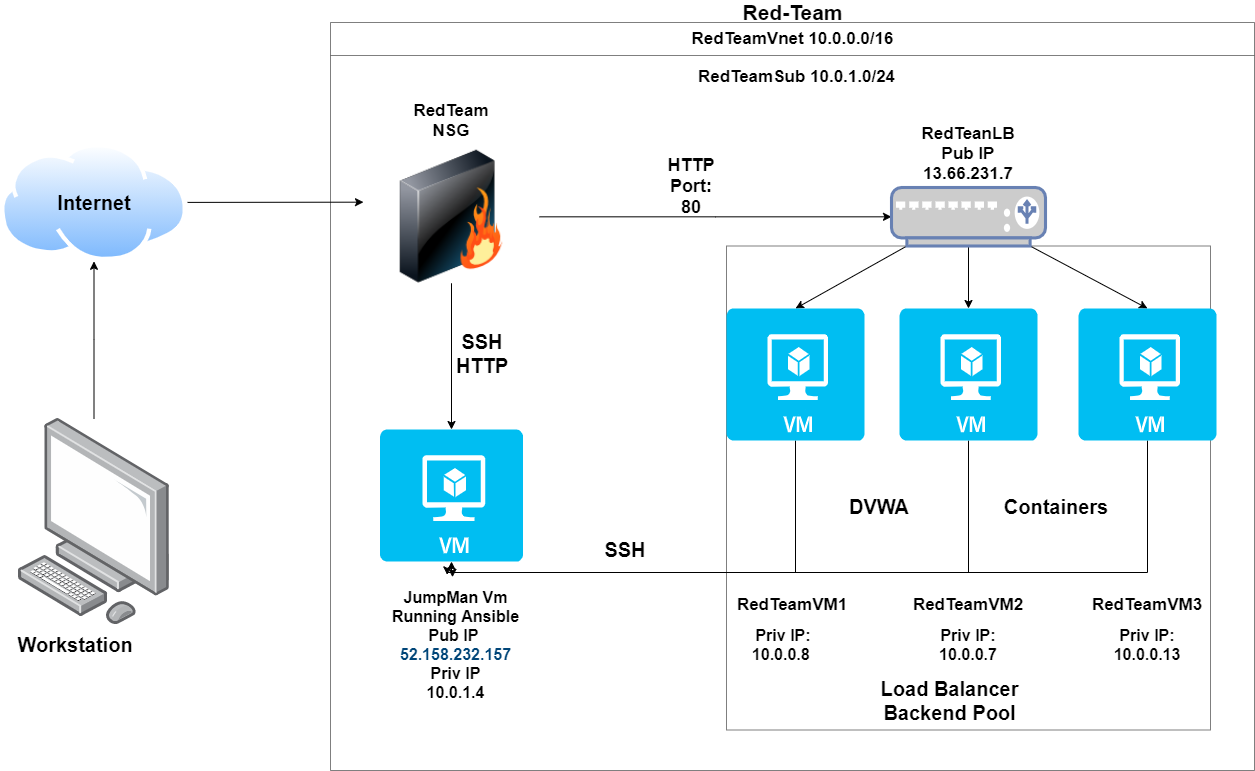 Red-Team
RedTeamVnet 10.0.0.0/16
RedTeamSub 10.0.1.0/24
RedTeam
NSG
RedTeanLB
Pub IP
13.66.231.7
HTTP
Port:
80
Internet
SSH
HTTP
VM
VM
VM
DVWA
Containers
VM
SSH
JumpMan Vm
Running Ansible
Pub IP
52.158.232.157
Priv IP
10.0.1.4
RedTeamVM1
Priv IP:
10.0.0.8
RedTeamVM2
Priv IP:
10.0.0.7
RedTeamVM3
Priv IP:
10.0.0.13
Workstation
Load Balancer
Backend Pool